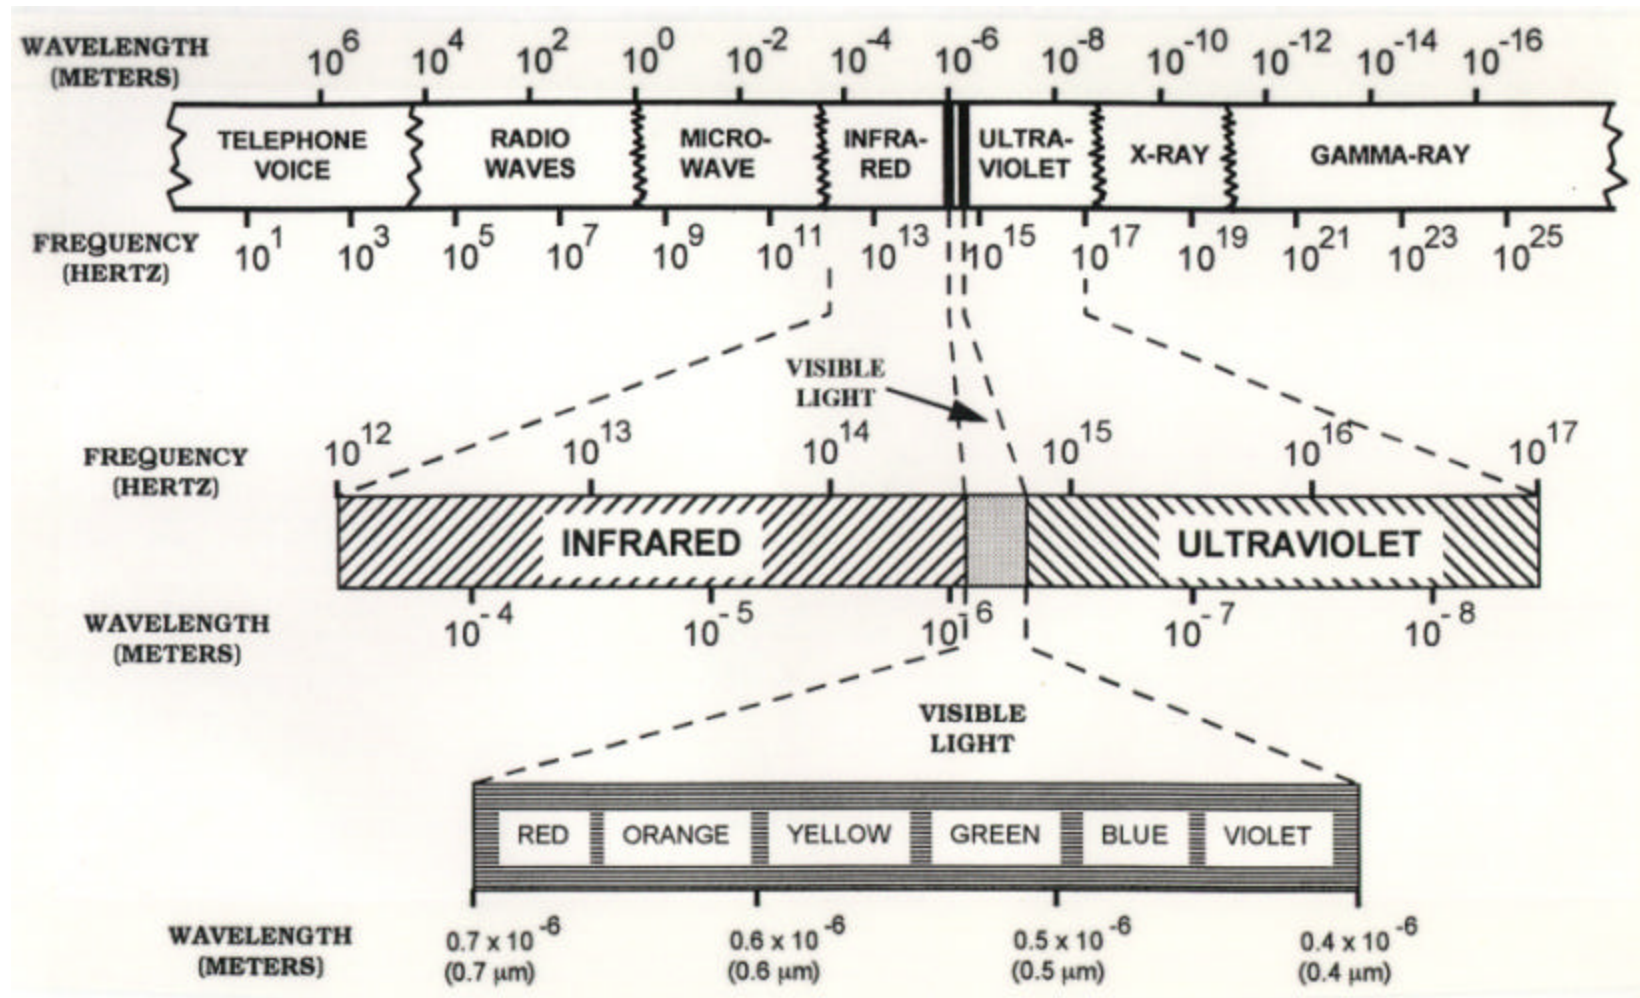 WAVELENGTH
(METERS)
10^6 10^4 10^2 10^0 10^-2 10^-4 10^-6 10^-8 10^-10 10^-12 10^-14 10^-16
TELEPHONE
VOICE
RADIO
WAVES
MICRO-
WAVE
INFRA-
RED
ULTRA-
VIOLET
X-RAY
GAMMA-RAY
FREQUENCY
(HERTZ)
10^1 10^3 10^5 10^7 10^9 10^11 10^13 10^15 10^17 10^19 10^21 10^23 10^25
VISIBLE
LIGHT
FREQUENCY
(HERTZ)
10^12 10^13 10^14 10^15 10^16 10^17
INFRARED
ULTRAVIOLET
WAVELENGTH
(METERS)
10^-4 10^-5 10^-6 10^-7 10^-8
VISIBLE
LIGHT
RED ORANGE YELLOW GREEN BLUE VIOLET
WAVELENGTH
(METERS)
0.7 x 10^-6 0.6 x 10^-6 0.5 x 10^-6 0.4 x 10^-6
(0.7 µm) (0.6 µm) (0.5 µm) (0.4 µm)